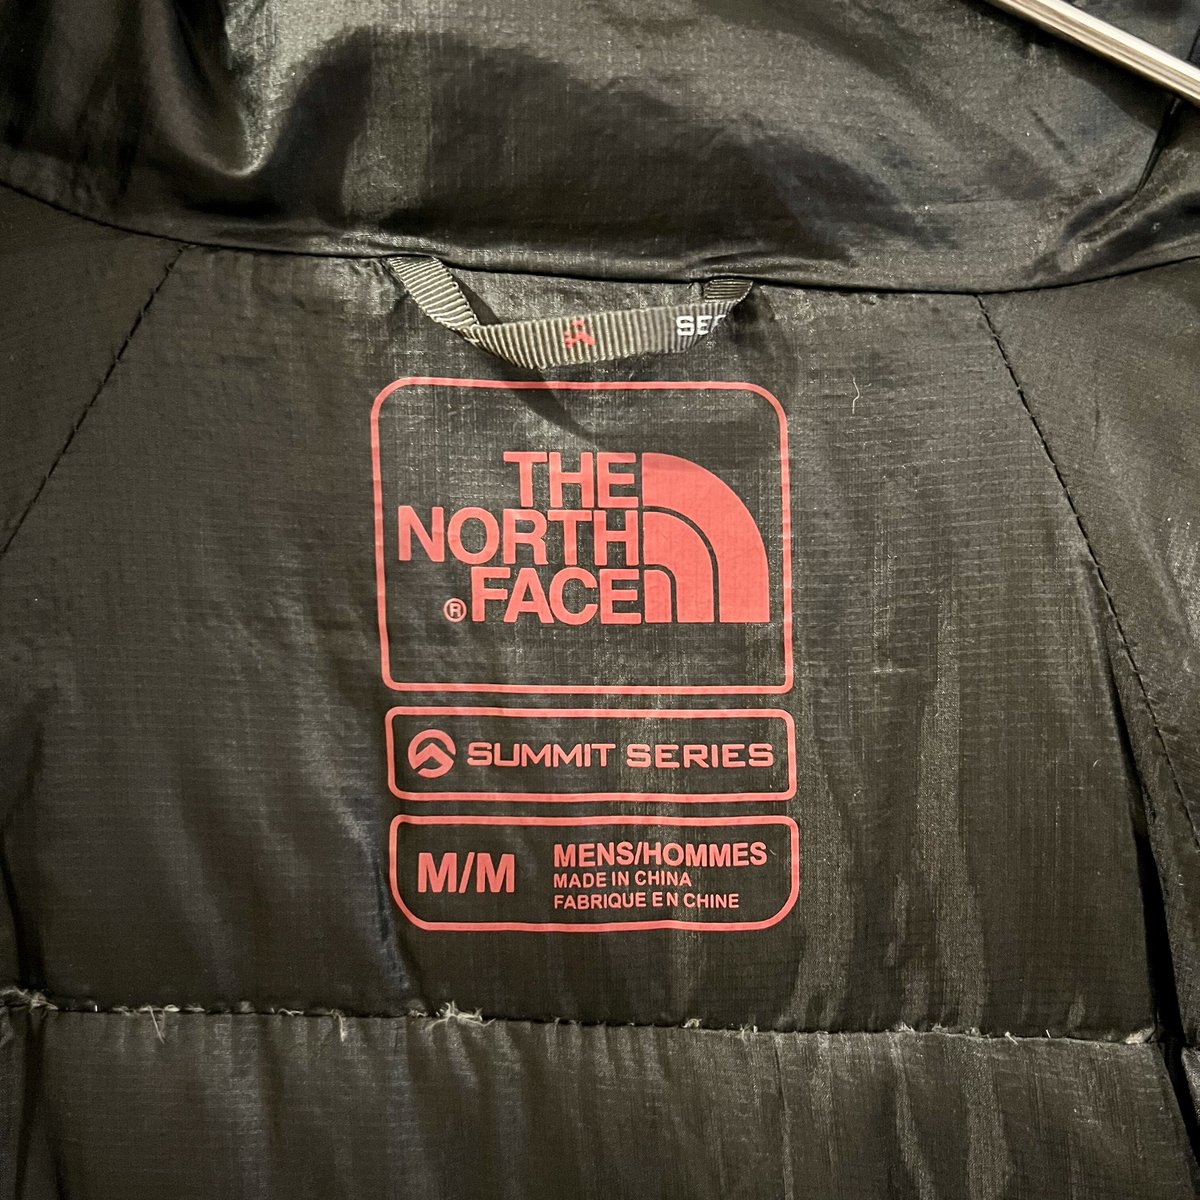 THE
NORTH
FACE
®
SUMMIT SERIES
M/M
MENS/HOMMES
MADE IN CHINA
FABRIQUE EN CHINE